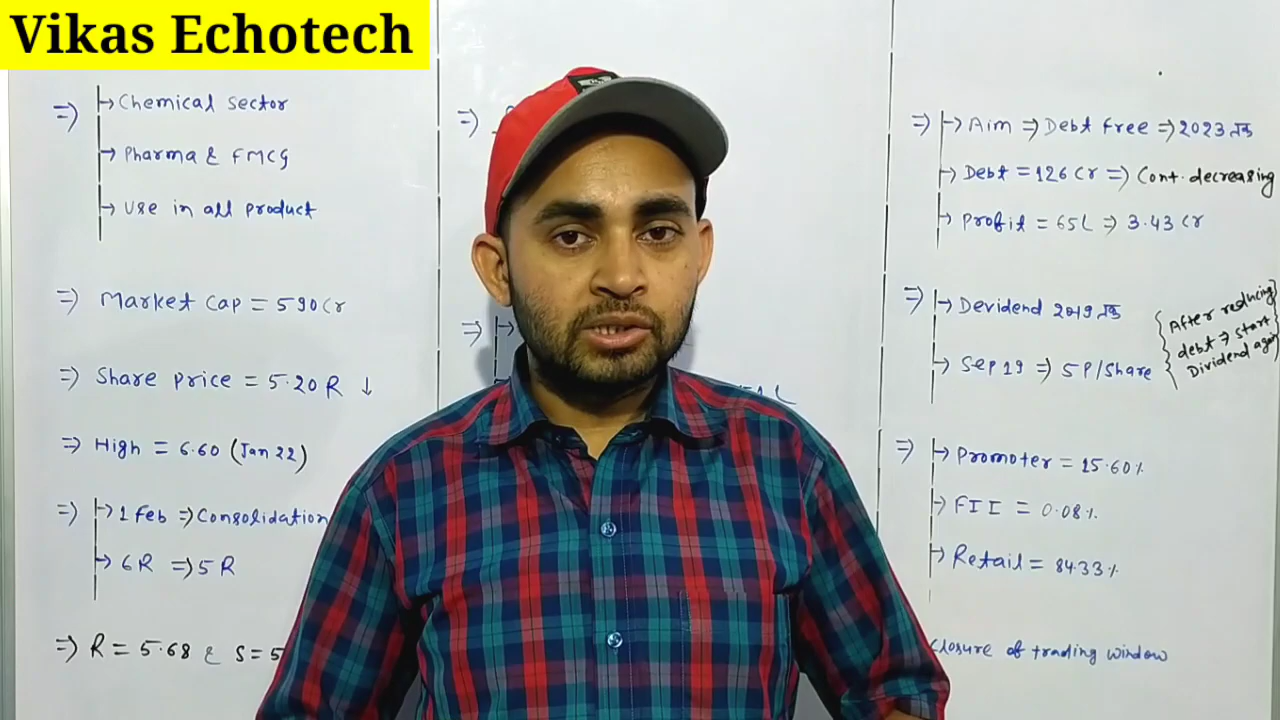 Vikas Echotech
=> |-> Chemical sector
|-> Pharma & FMCG
|-> Use in all product
=> Market Cap = 590 Cr
=> Share price = 5.20 R ↓
=> High = 6.60 (Jan 22)
=> |-> 1 Feb => Consolidation
|-> 6R => 5R
=> R = 5.68 & S = 5
=>
=> |->
=> |-> Aim => Debt free => 2023 तक
|-> Debt = 126 Cr => Cont. decreasing
|-> Profit = 65L => 3.43 Cr
=> |-> Devidend 2019 तक
|-> Sep 19 => 5P/Share
{After reducing}
{debt => start}
{Dividend again
=> |-> Promoter = 15.60%
|-> FII = 0.08%
|-> Retail = 84.33%
closure of trading window